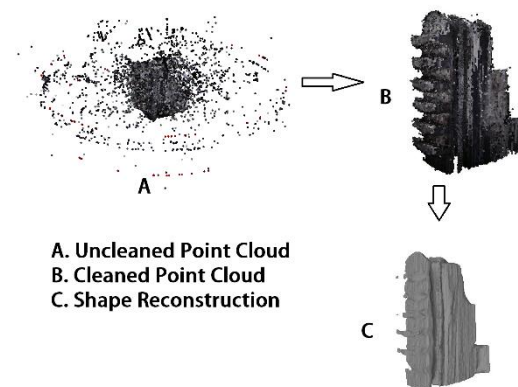 B
A
A. Uncleaned Point Cloud
B. Cleaned Point Cloud
C. Shape Reconstruction
C